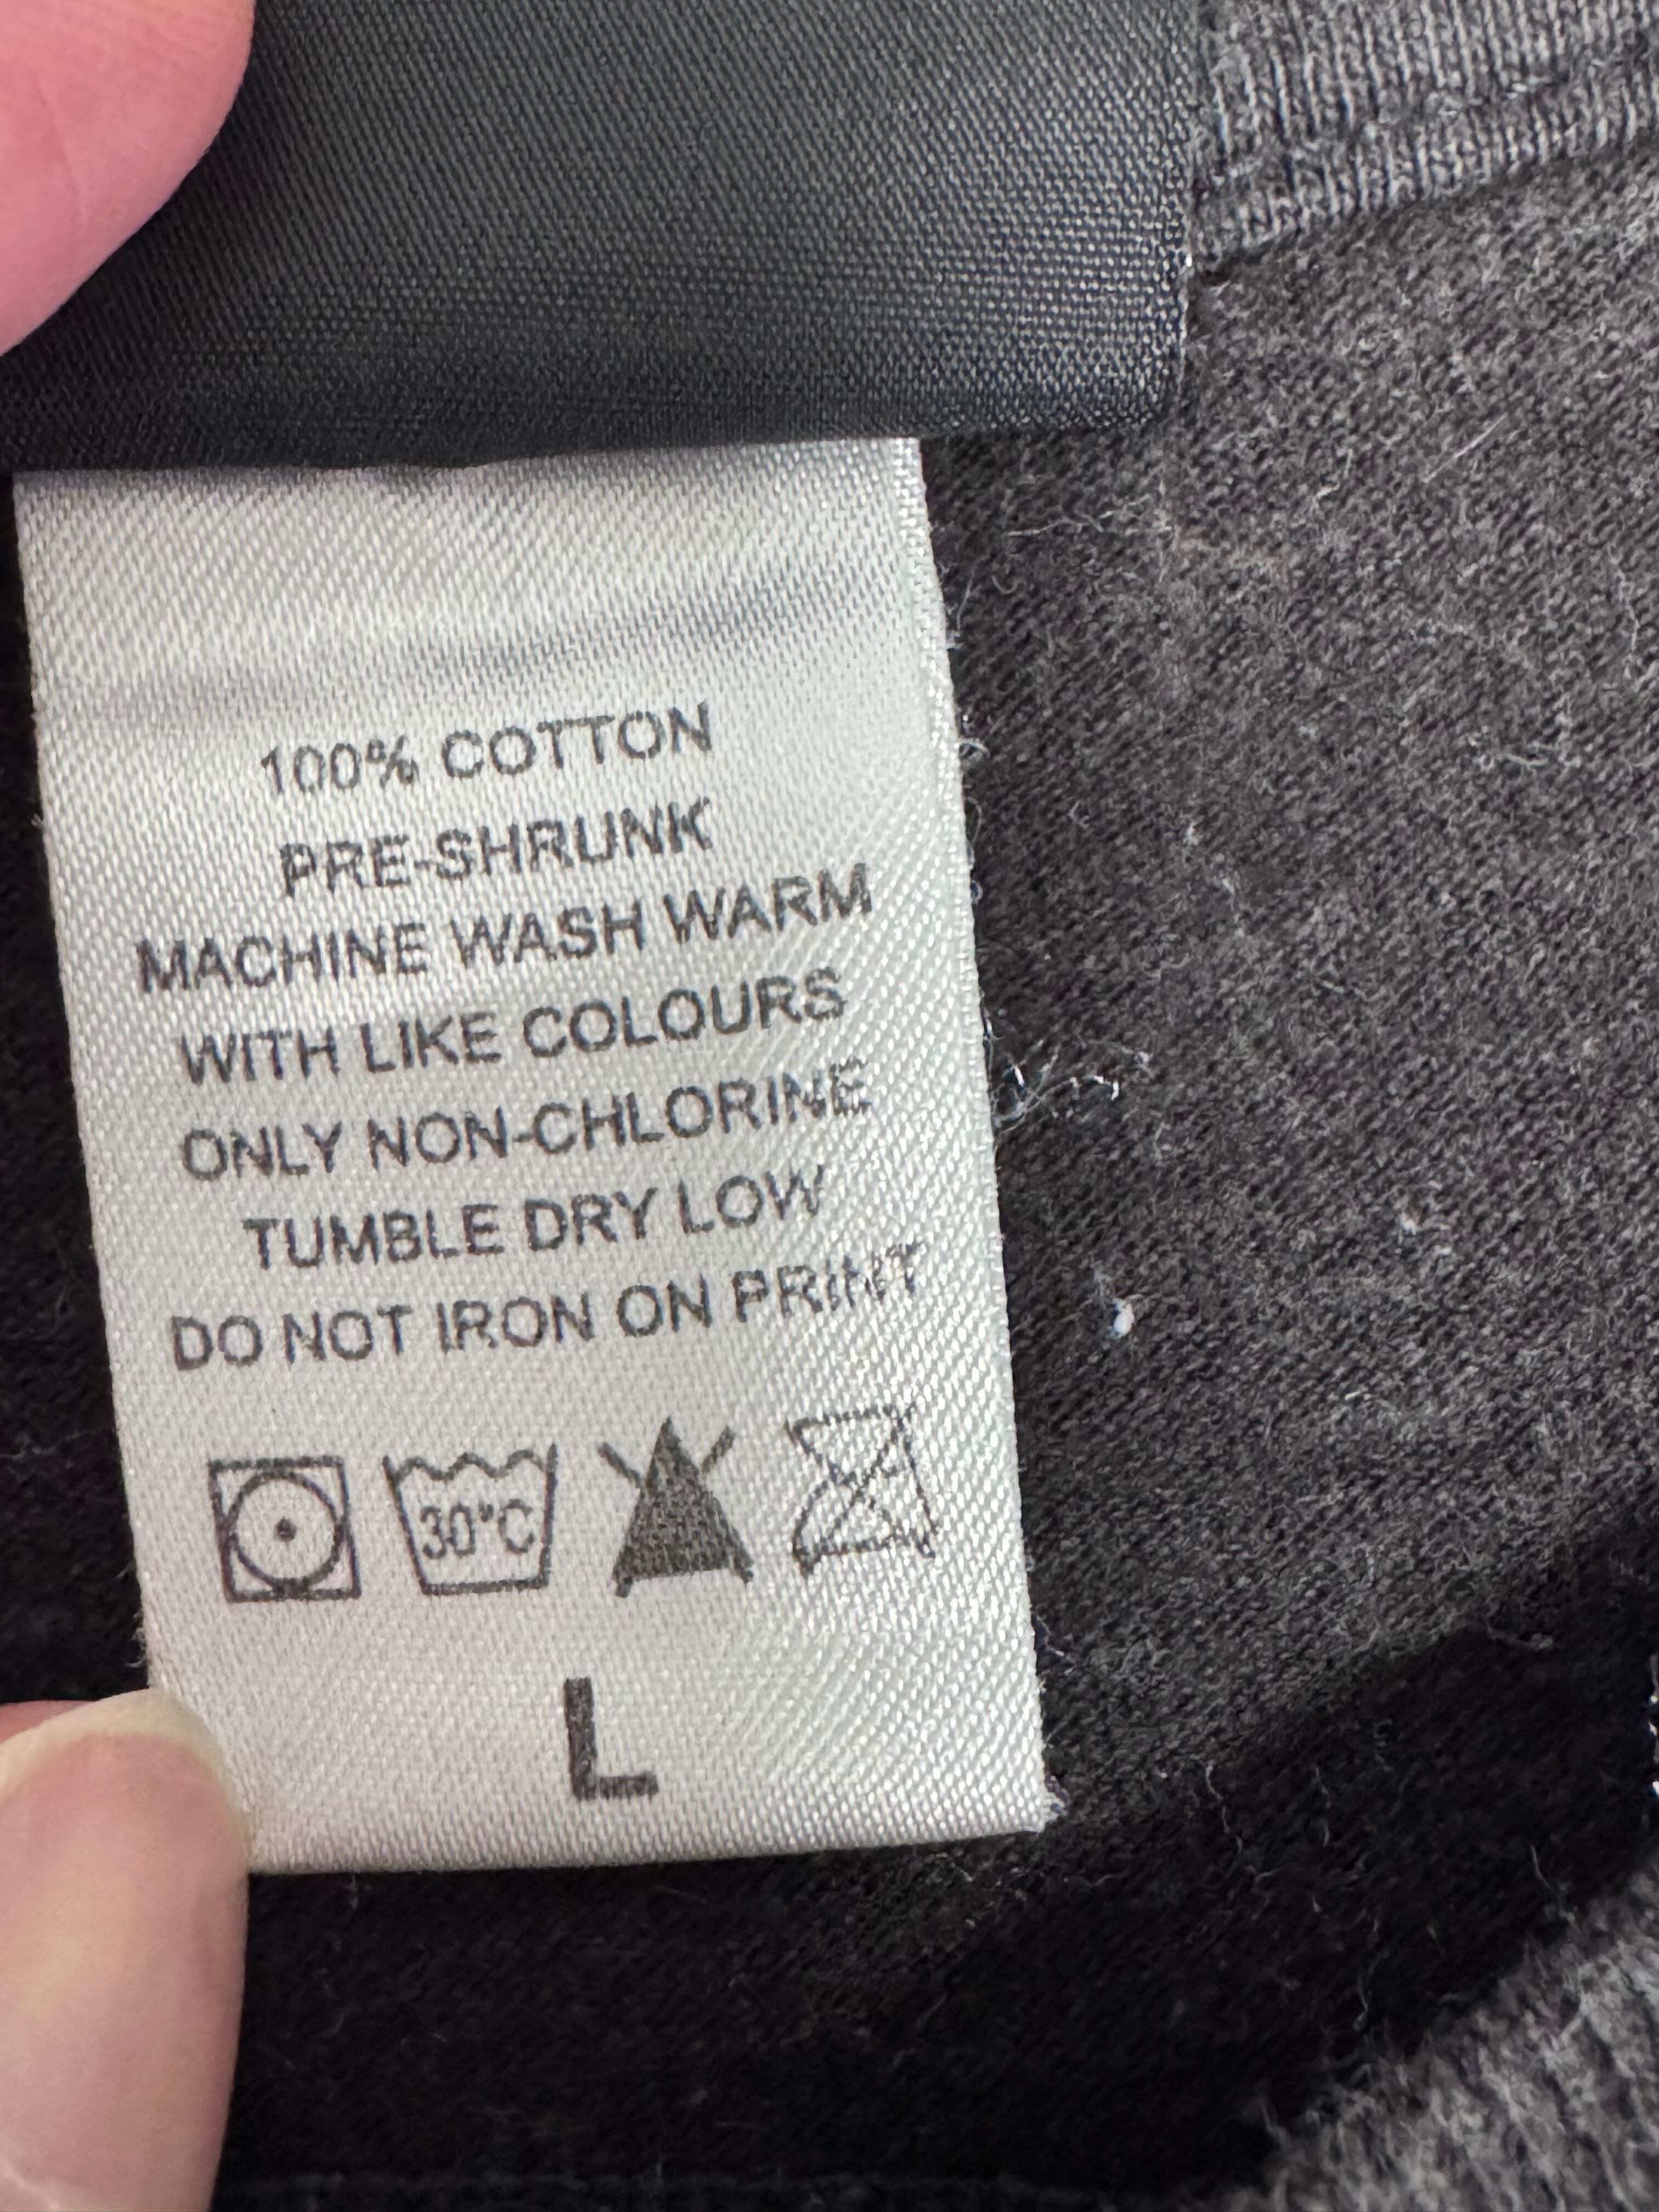 100% COTTON
PRE-SHRUNK
MACHINE WASH WARM
WITH LIKE COLOURS
ONLY NON-CHLORINE
TUMBLE DRY LOW
DO NOT IRON ON PRINT
30°C
L